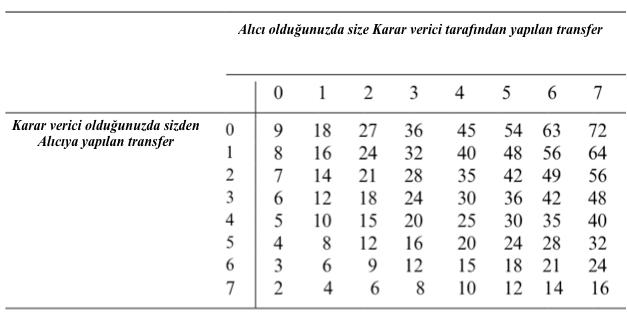 Alıcı olduğunuzda size Karar verici tarafından yapılan transfer
0 1 2 3 4 5 6 7
Karar verici olduğunuzda sizden 0 9 18 27 36 45 54 63 72
Alıcıya yapılan transfer
1 8 16 24 32 40 48 56 64
2 7 14 21 28 35 42 49 56
3 6 12 18 24 30 36 42 48
4 5 10 15 20 25 30 35 40
5 4 8 12 16 20 24 28 32
6 3 6 9 12 15 18 21 24
7 2 4 6 8 10 12 14 16